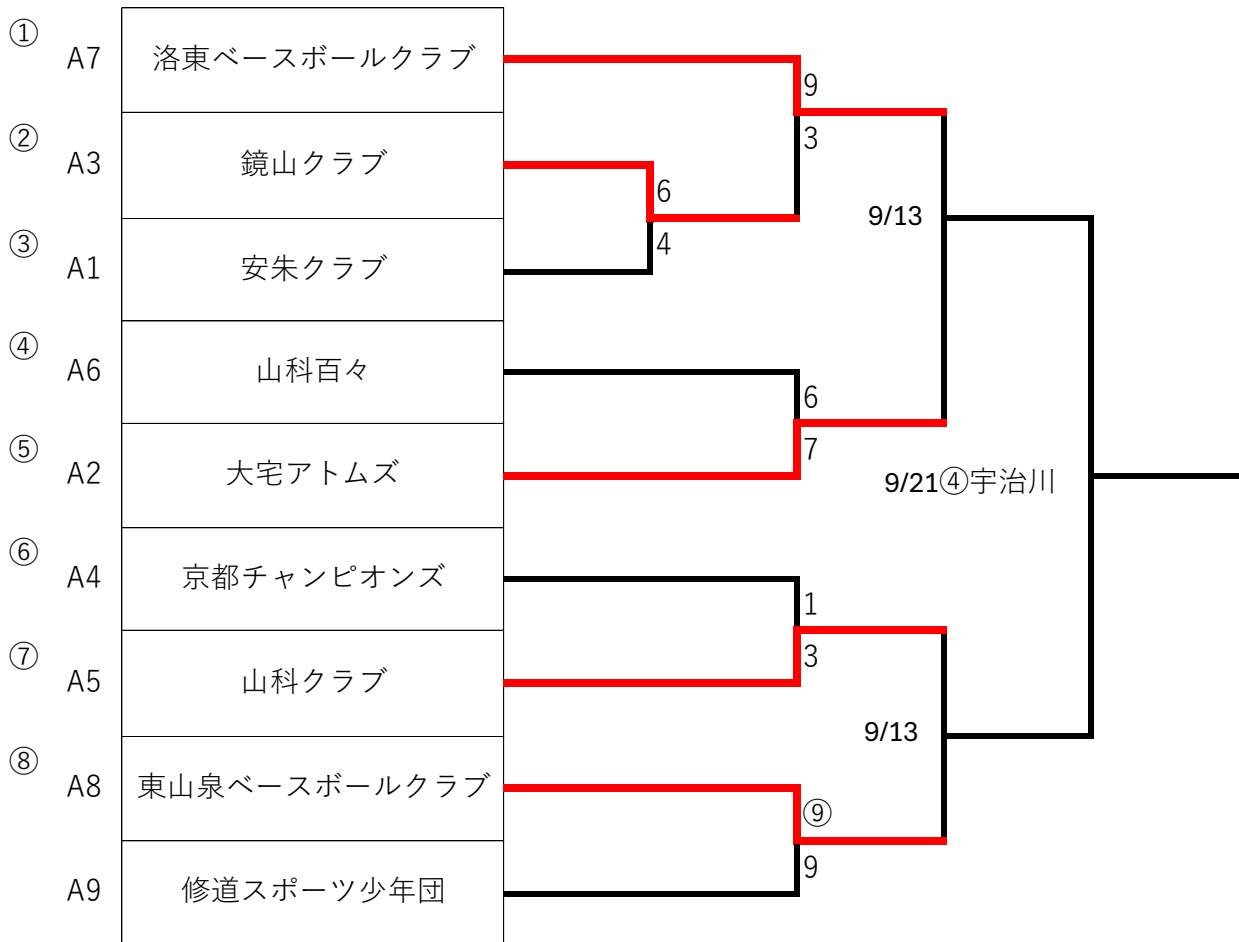 ①
A7 洛東ベースボールクラブ
9
②
A3 鏡山クラブ
3
6
9/13
③
A1 安朱クラブ
4
④
A6 山科百々
6
⑤
A2 大宅アトムズ
7
9/21④宇治川
⑥
A4 京都チャンピオンズ
1
⑦
A5 山科クラブ
3
9/13
⑧
A8 東山泉ベースボールクラブ
⑨
A9 修道スポーツ少年団
9